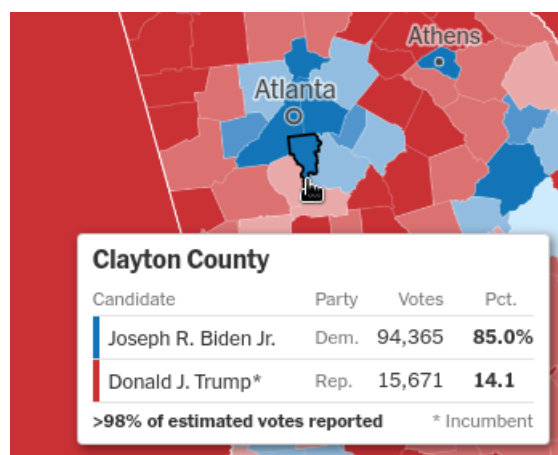 Athens
Atlanta
Clayton County
Candidate Party Votes Pct.
Joseph R. Biden Jr. Dem. 94,365 85.0%
Donald J. Trump* Rep. 15,671 14.1
>98% of estimated votes reported * Incumbent